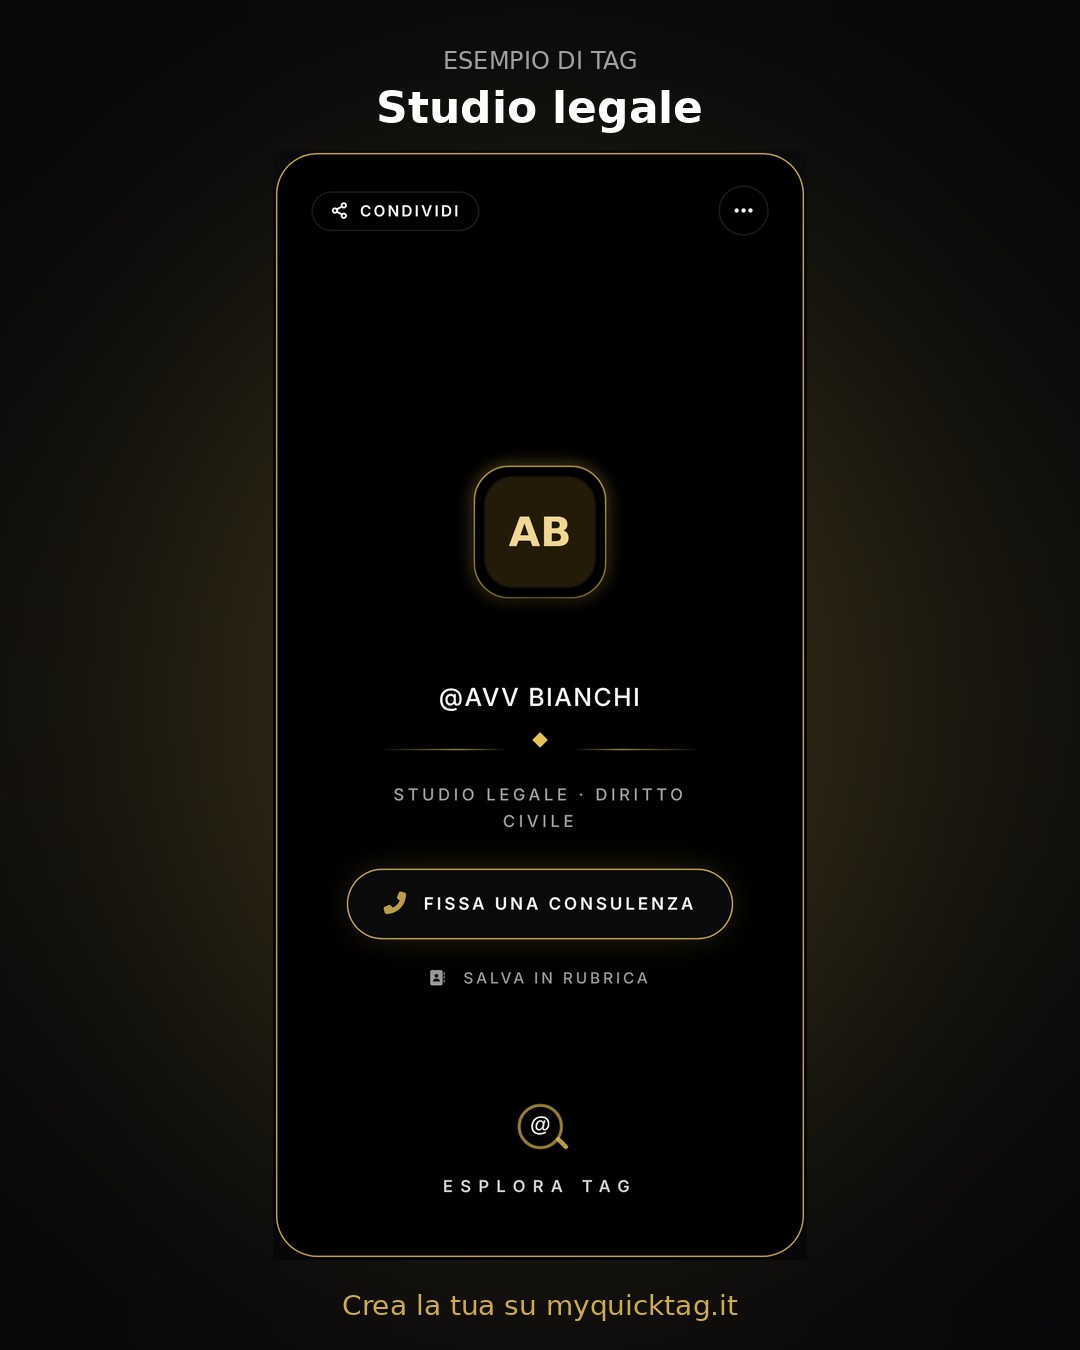 ESEMPIO DI TAG
Studio legale
CONDIVIDI
AB
@AVV BIANCHI
STUDIO LEGALE · DIRITTO
CIVILE
FISSA UNA CONSULENZA
SALVA IN RUBRICA
@
ESPLORA TAG
Crea la tua su myquicktag.it